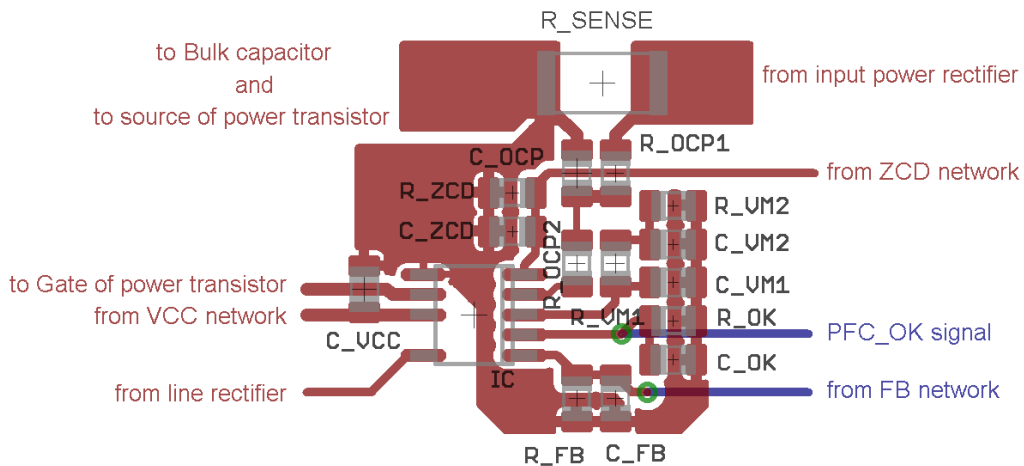 R_SENSE
to Bulk capacitor
and
to source of power transistor
from input power rectifier
C_OCP
R_OCP1
R_ZCD
from ZCD network
C_ZCD
R_OCP2
R_VM2
C_VM2
to Gate of power transistor
C_VM1
from VCC network
R_VM1
R_OK
PFC_OK signal
C_VCC
C_OK
IC
from line rectifier
from FB network
R_FB
C_FB